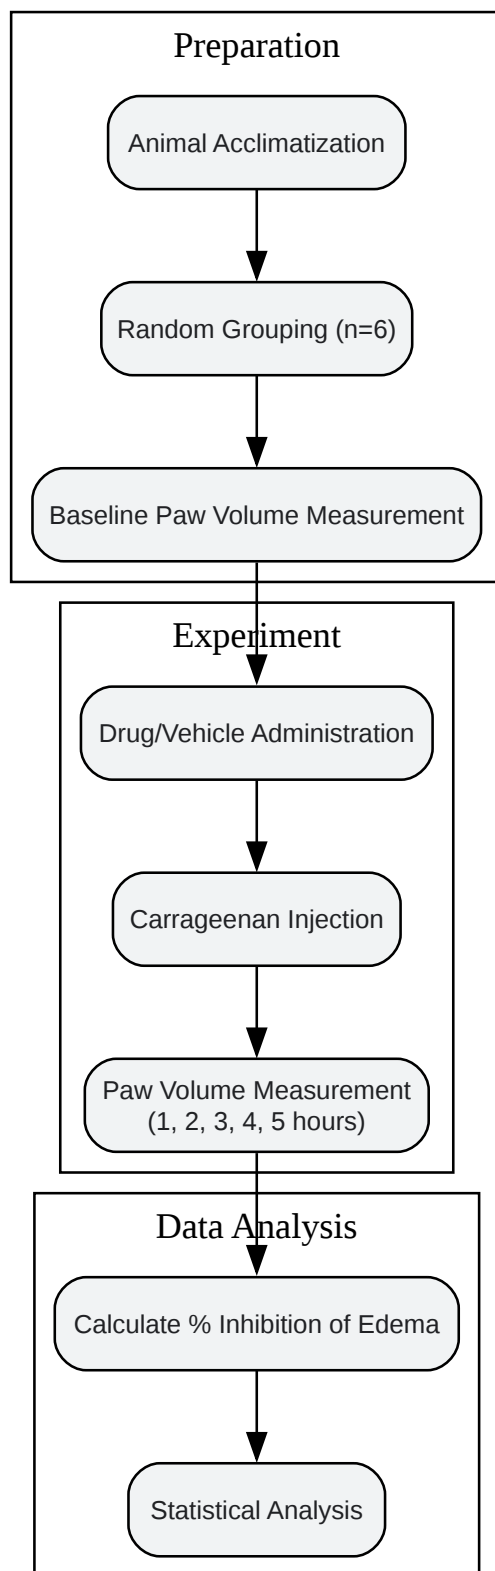 Preparation
Animal Acclimatization
Random Grouping (n=6)
Baseline Paw Volume Measurement
Experiment
Drug/Vehicle Administration
Carrageenan Injection
Paw Volume Measurement
(1, 2, 3, 4, 5 hours)
Data Analysis
Calculate % Inhibition of Edema
Statistical Analysis